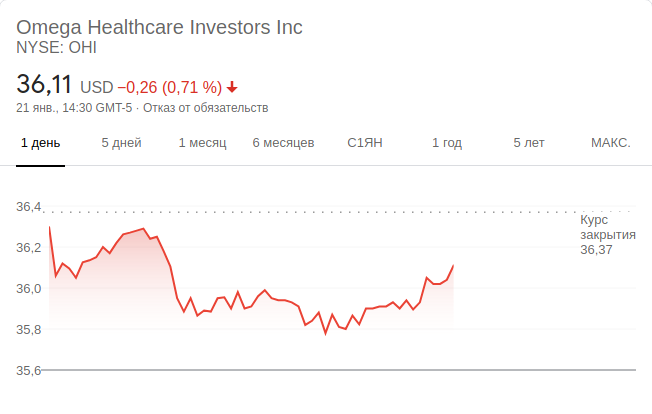 Omega Healthcare Investors Inc
NYSE: OHI
36,11 USD −0,26 (0,71 %)
21 янв., 14:30 GMT-5 · Отказ от обязательств
1 день 5 дней 1 месяц 6 месяцев С1ЯН 1 год 5 лет МАКС.
36,4
Курс
закрытия
36,37
36,2
36,0
35,8
35,6